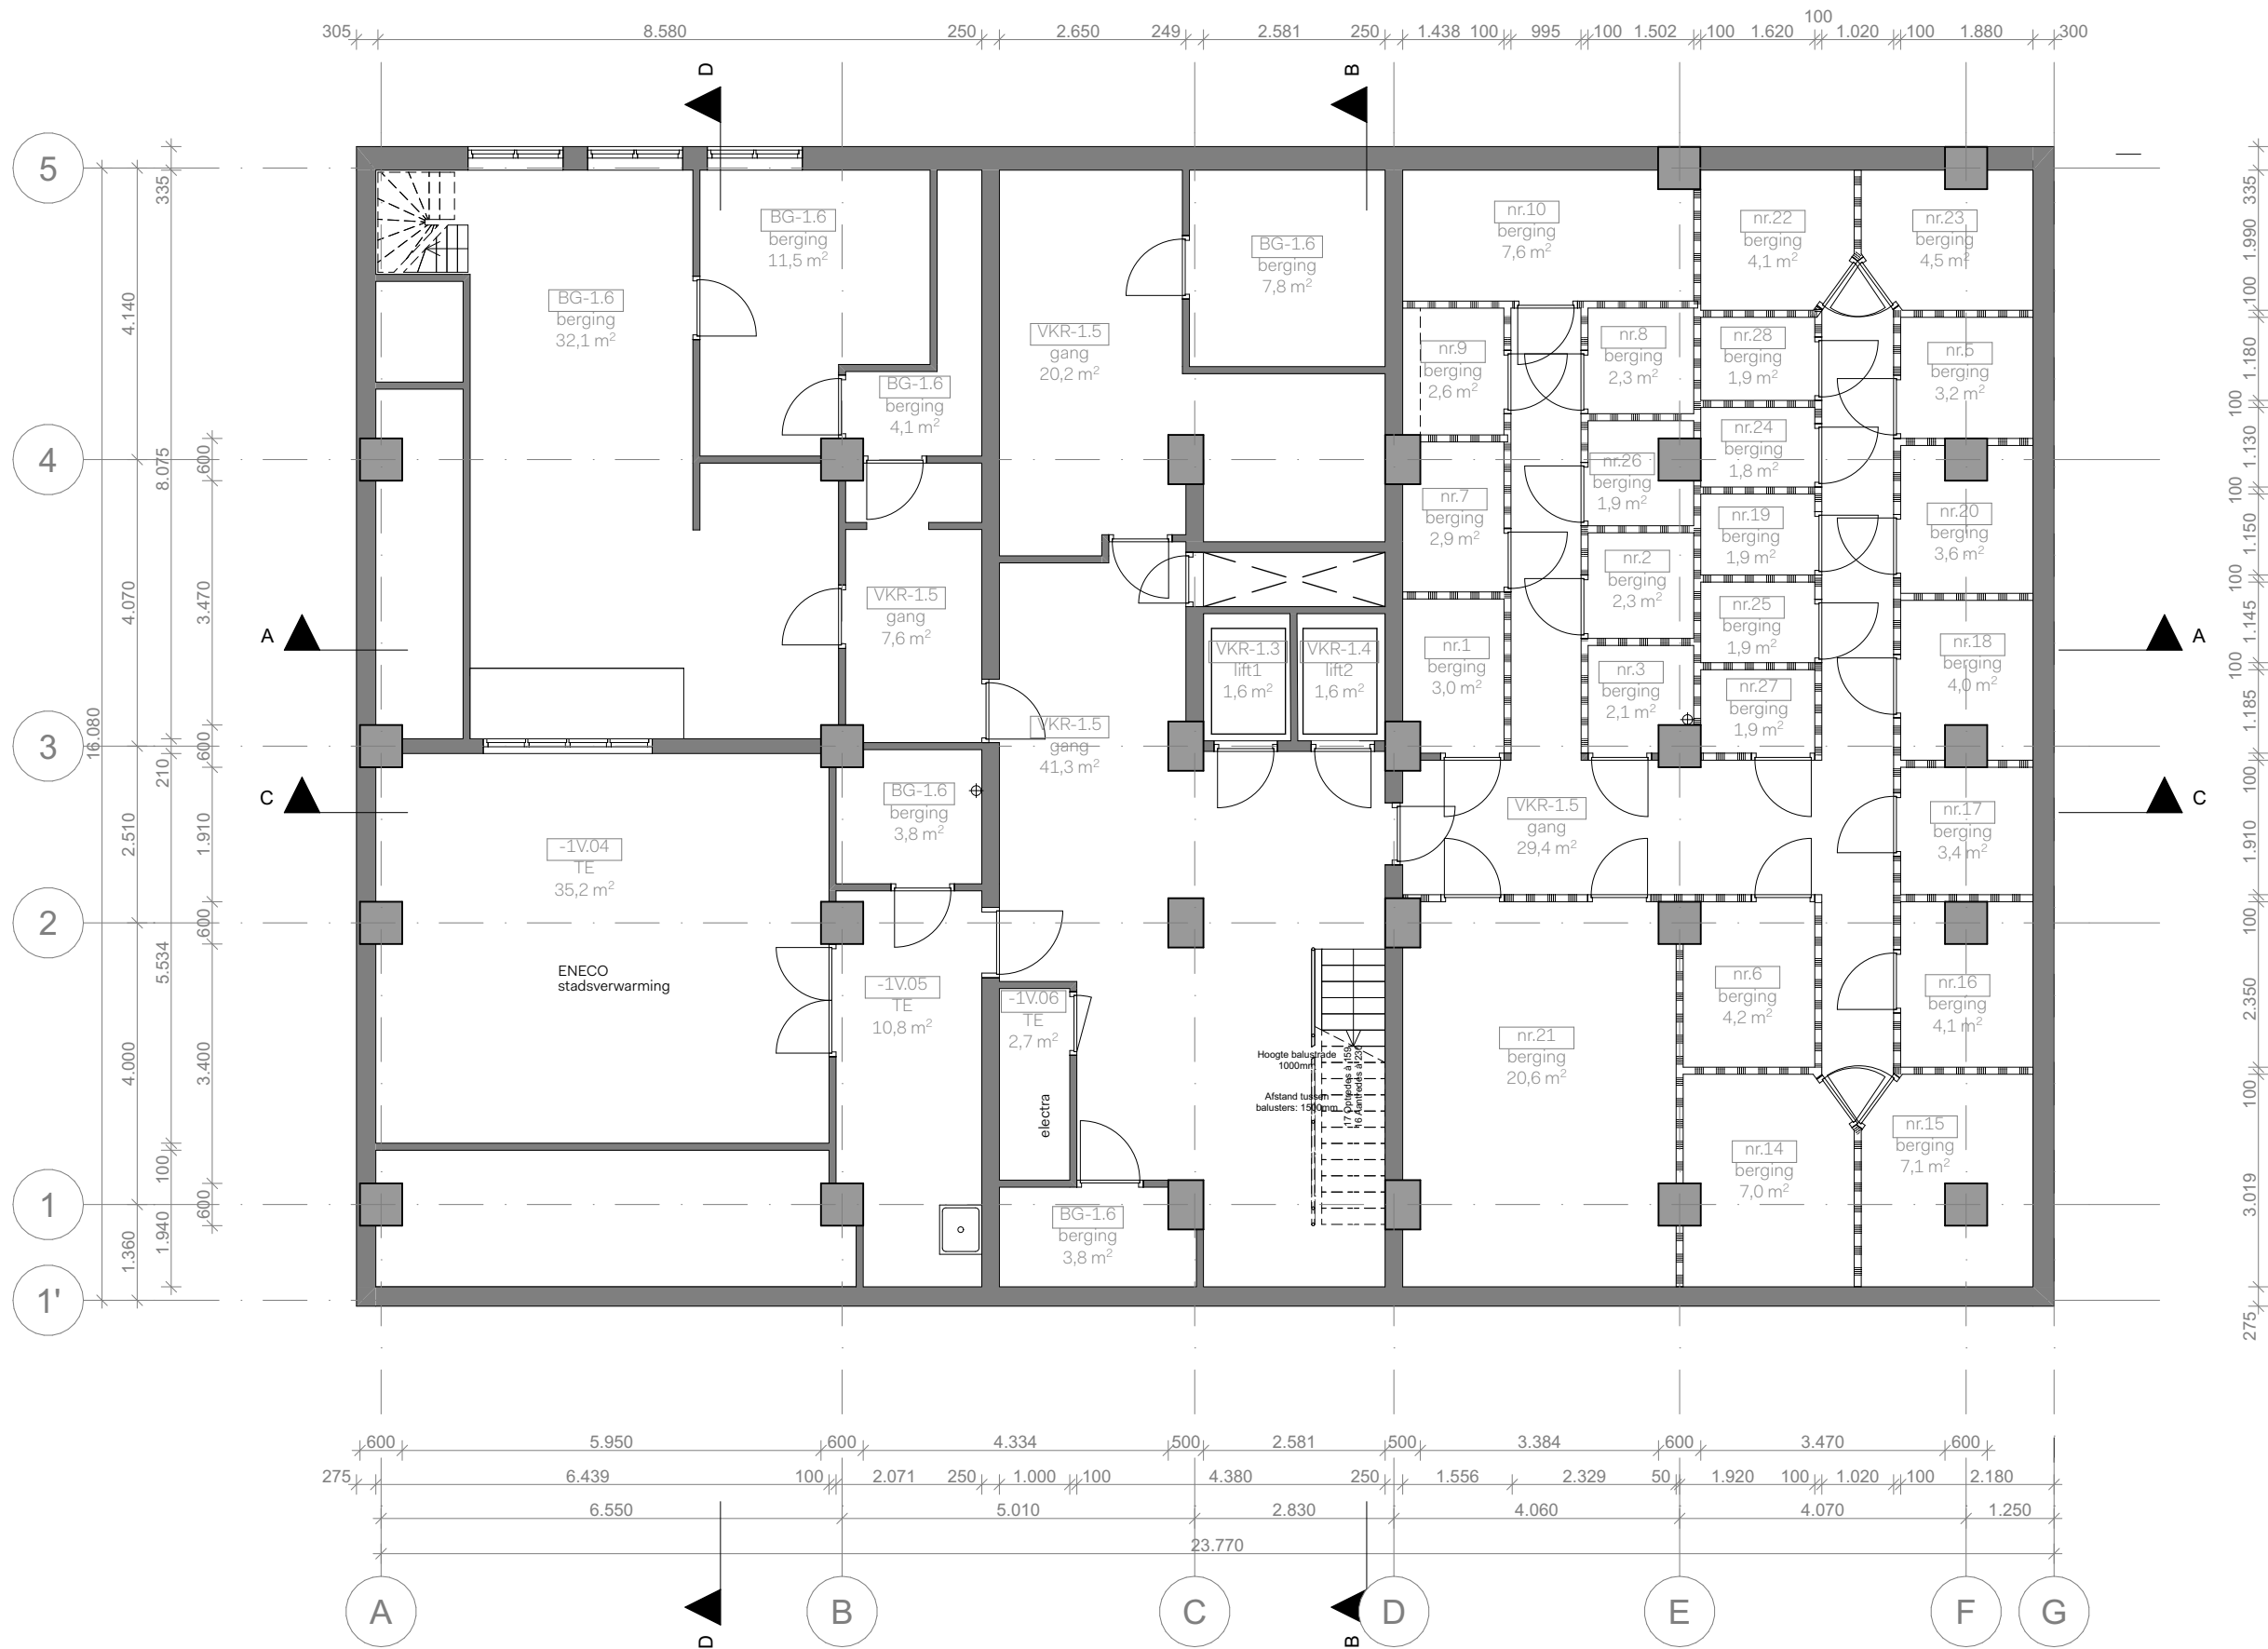 100
305 8.580 250 2.650 249 2.581 250 1.438 100 995 100 1.502 100 1.620 1.020 100 1.880 300
D
B
5
4
3
2
1
1'
335
4.140
8.075
600
4.070
3.470
16.080
600
210
2.510
1.910
600
5.534
4.000
3.400
100
600
1.940
1.360
A
C
BG-1.6
berging
32,1 m²
BG-1.6
berging
11,5 m²
BG-1.6
berging
4,1 m²
VKR-1.5
gang
20,2 m²
BG-1.6
berging
7,8 m²
VKR-1.5
gang
7,6 m²
VKR-1.5
gang
41,3 m²
VKR-1.3
lift1
1,6 m²
VKR-1.4
lift2
1,6 m²
BG-1.6
berging
3,8 m²
-1V.04
TE
35,2 m²
ENECO
stadsverwarming
-1V.05
TE
10,8 m²
-1V.06
TE
2,7 m²
electra
BG-1.6
berging
3,8 m²
Hoogte balustrade
1000mm
Afstand tussen
balusters: 1500mm
17 Optredes à 159
16 Aantredes à 230
nr.10
berging
7,6 m²
nr.22
berging
4,1 m²
nr.23
berging
4,5 m²
nr.9
berging
2,6 m²
nr.8
berging
2,3 m²
nr.28
berging
1,9 m²
nr.5
berging
3,2 m²
nr.26
berging
1,9 m²
nr.24
berging
1,8 m²
nr.7
berging
2,9 m²
nr.2
berging
2,3 m²
nr.19
berging
1,9 m²
nr.20
berging
3,6 m²
nr.1
berging
3,0 m²
nr.3
berging
2,1 m²
nr.25
berging
1,9 m²
nr.18
berging
4,0 m²
nr.27
berging
1,9 m²
VKR-1.5
gang
29,4 m²
nr.17
berging
3,4 m²
nr.21
berging
20,6 m²
nr.6
berging
4,2 m²
nr.16
berging
4,1 m²
nr.14
berging
7,0 m²
nr.15
berging
7,1 m²
A
C
335
1.990
100
1.180
100
1.130
100
1.150
100
1.145
100
1.185
100
1.910
100
2.350
100
3.019
275
600 5.950 600 4.334 500 2.581 500 3.384 600 3.470 600
275 6.439 100 2.071 250 1.000 100 4.380 250 1.556 2.329 50 1.920 100 1.020 100 2.180
6.550 5.010 2.830 4.060 4.070 1.250
23.770
A B C D E F G
D
B